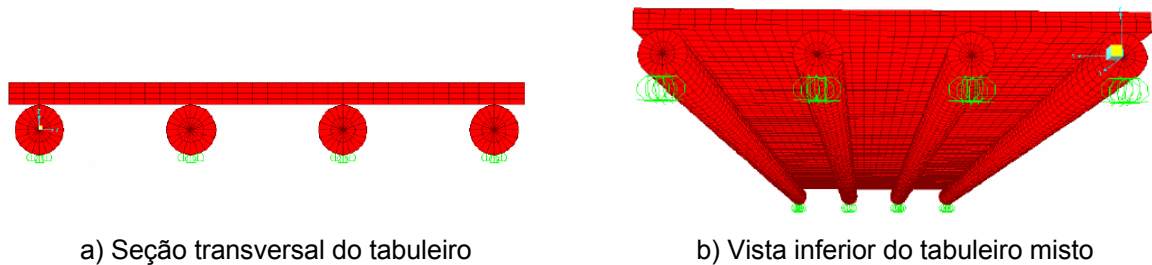 a) Seção transversal do tabuleiro
b) Vista inferior do tabuleiro misto